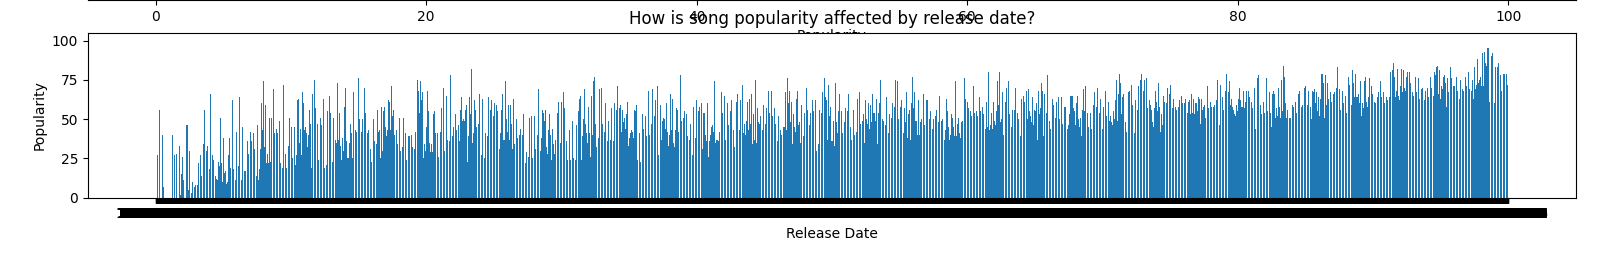 0 20 40 60 80 100
How is song popularity affected by release date?
Popularity
100
75
50
25
0
Popularity
Release Date